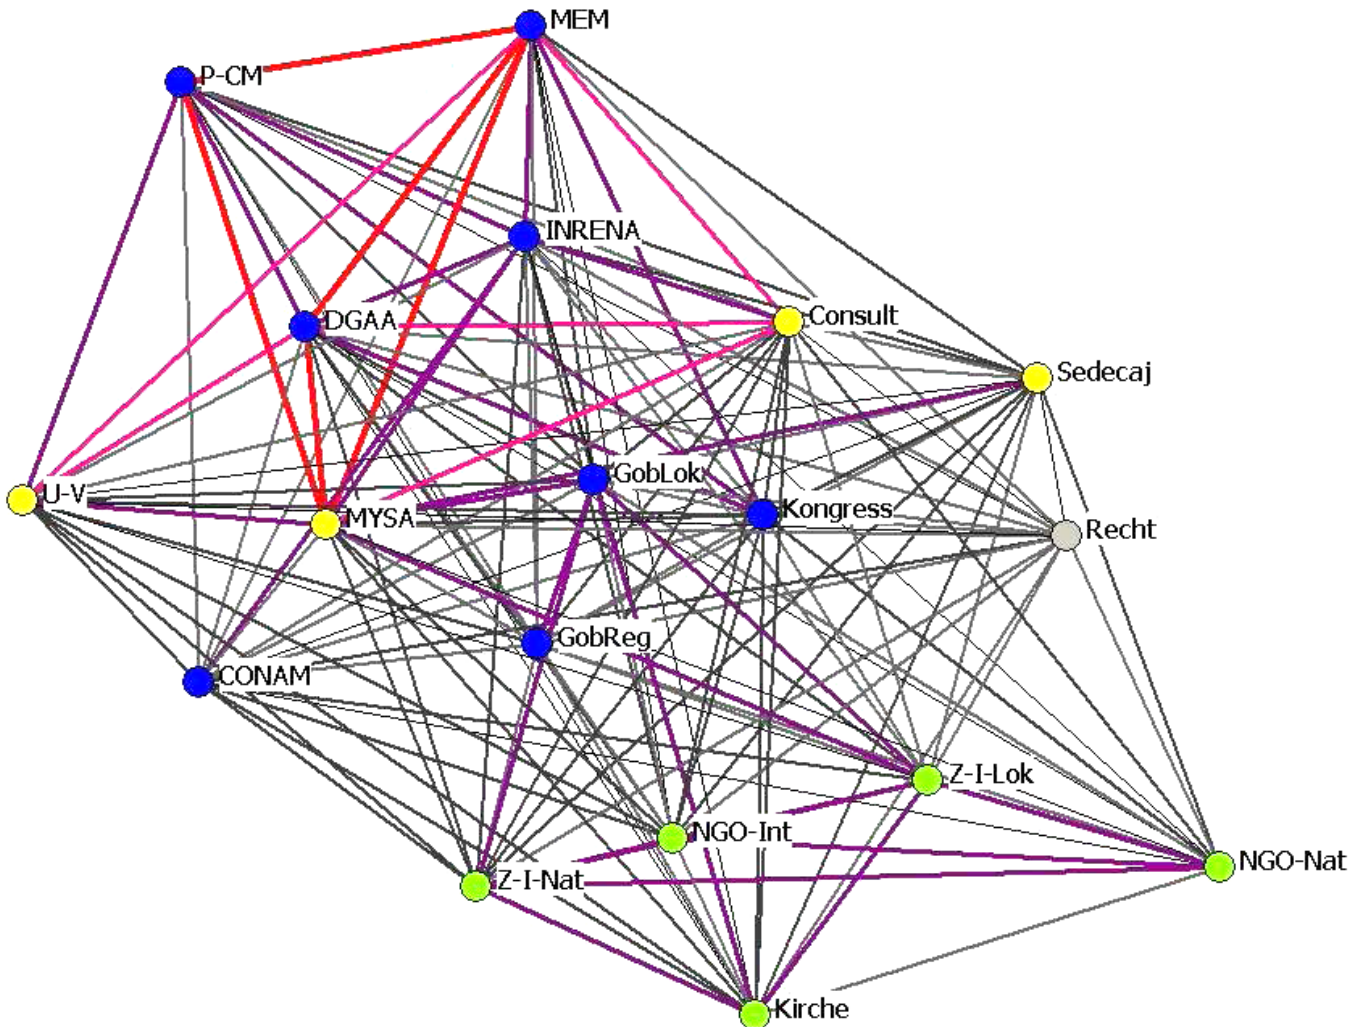 MEM
P-CM
INRENA
DGAA
Consult
Sedecaj
GobLok
U-V
Kongress
MYSA
Recht
GobReg
CONAM
Z-I-Lok
NGO-Int
NGO-Nat
Z-I-Nat
Kirche